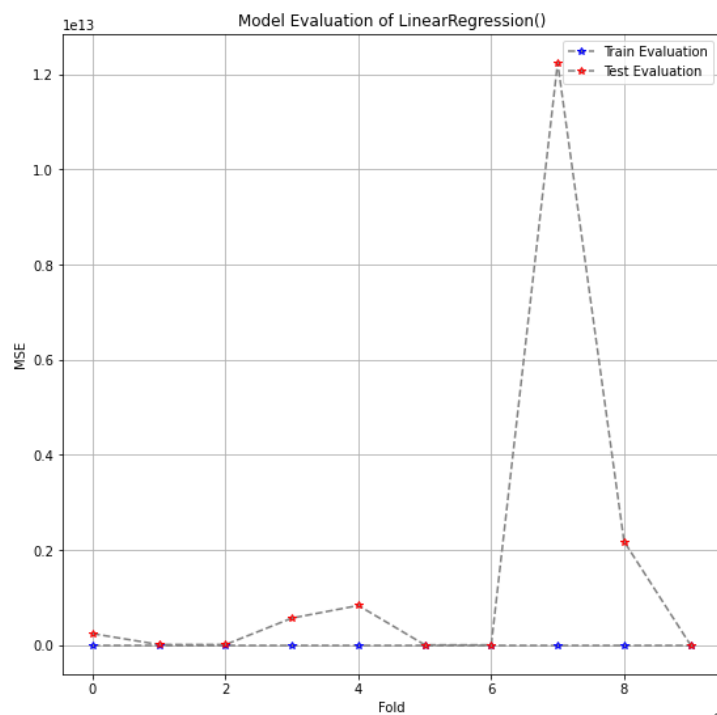 Model Evaluation of LinearRegression()
1e13
Train Evaluation
Test Evaluation
1.2
1.0
0.8
0.6
0.4
0.2
0.0
MSE
0 2 4 6 8
Fold